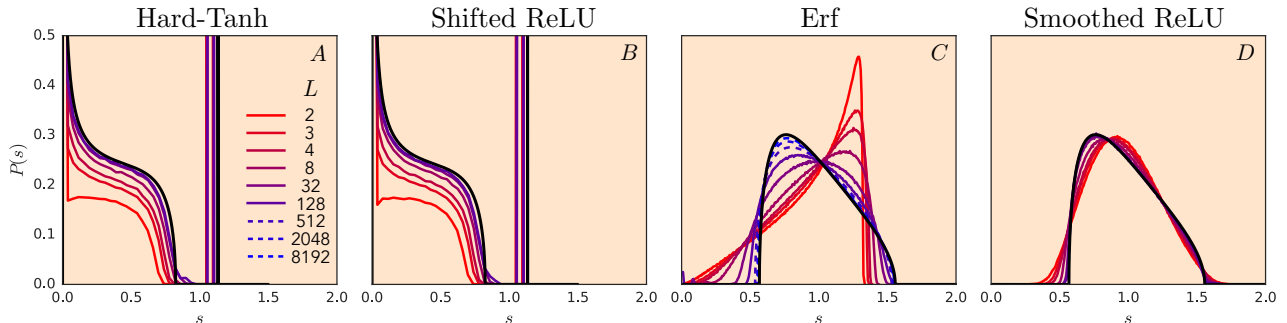 Hard-Tanh
Shifted ReLU
Erf
Smoothed ReLU
P(s)
0.5
0.4
0.3
0.2
0.1
0.0
A
L
2
3
4
8
32
128
512
2048
8192
0.0 0.5 1.0 1.5 2.0
s
B
0.0 0.5 1.0 1.5 2.0
s
C
0.0 0.5 1.0 1.5 2.0
s
D
0.0 0.5 1.0 1.5 2.0
s